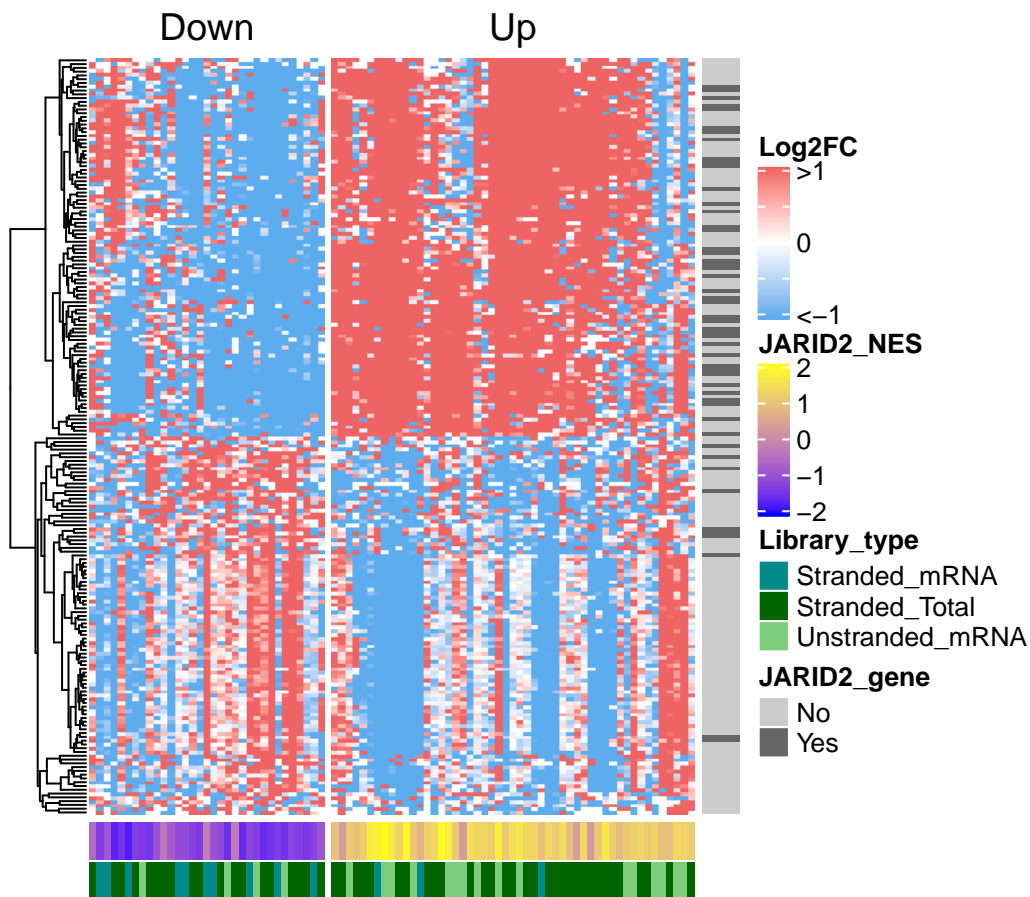 Down Up
Log2FC
>1
0
<−1
JARID2_NES
2
1
0
−1
−2
Library_type
Stranded_mRNA
Stranded_Total
Unstranded_mRNA
JARID2_gene
No
Yes